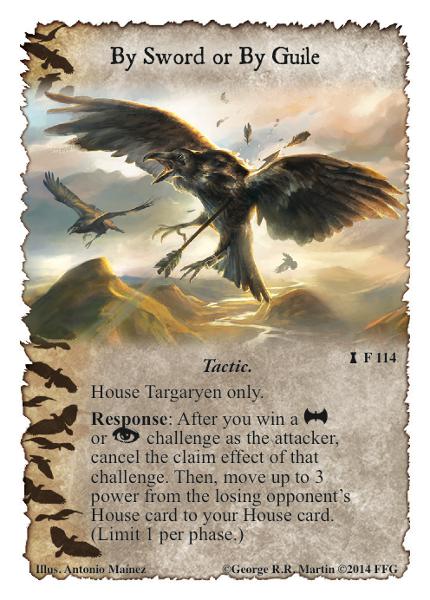 By Sword or By Guile
F 114
Tactic.
House Targaryen only.
Response: After you win a
or challenge as the attacker,
cancel the claim effect of that
challenge. Then, move up to 3
power from the losing opponent's
House card to your House card.
(Limit 1 per phase.)
Illus. Antonio Maínez ©George R.R. Martin ©2014 FFG